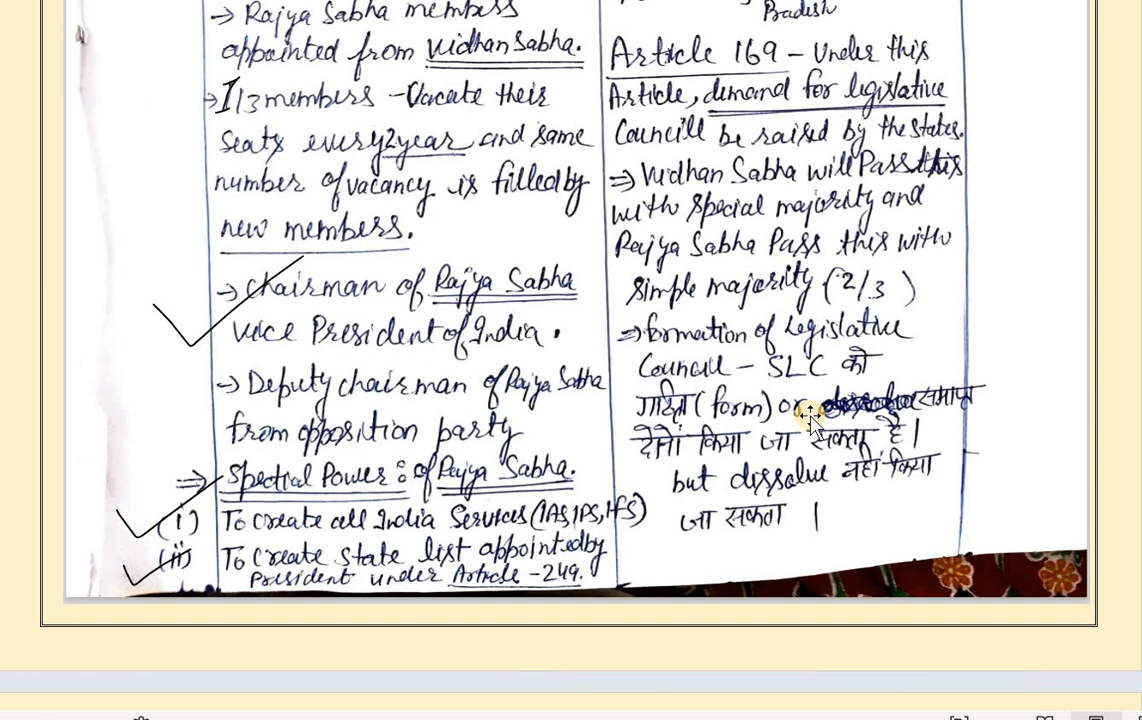 → Rajya Sabha members
appointed from Vidhan Sabha.
→ 1/3 members - Vacate their
Seats every 2 year and same
number of vacancy is filled by
new members.
→ Chairman of Rajya Sabha
Vice President of India.
→ Deputy chairman of Rajya Sabha
from opposition party
⇒ Spectial Power : of Rajya Sabha.
(i) To Create all India Services (IAS, IPS, IFS)
(ii) To Create State list appointed by
President under Article - 249.
Pradesh
Article 169 - Under this
Article, demand for legislative
Councill be raised by the states.
⇒ Vidhan Sabha will Pass this
with special majority and
Rajya Sabha Pass this with
simple majority (2/3)
⇒ formation of Legislative
Council - SLC को
गठित (form) or समाप्त
दोनों किया जा सकता है।
but dissolve नहीं किया
जा सकता ।